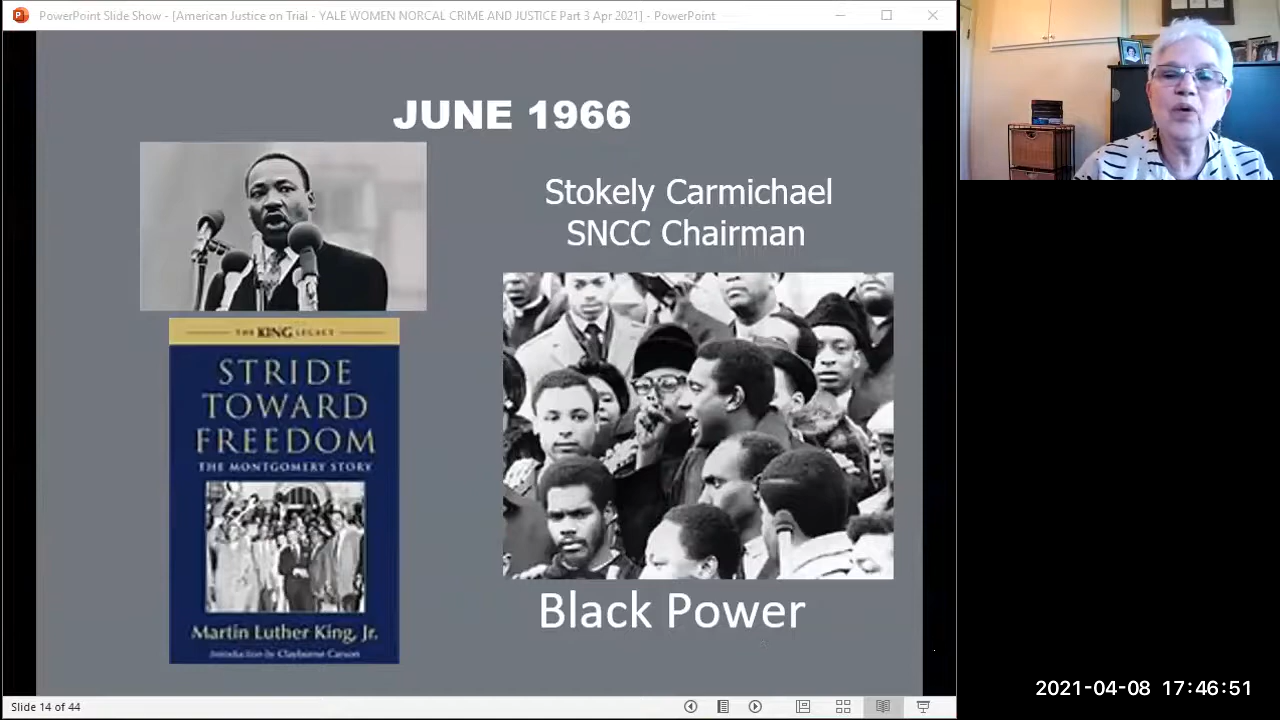 PowerPoint Slide Show - [American Justice on Trial - YALE WOMEN NORCAL CRIME AND JUSTICE Part 3 Apr 2021] - PowerPoint
JUNE 1966
Stokely Carmichael
SNCC Chairman
THE KING LEGACY
STRIDE
TOWARD
FREEDOM
THE MONTGOMERY STORY
Martin Luther King, Jr.
Introduction by Clayborne Carson
Black Power
Slide 14 of 44
2021-04-08 17:46:51